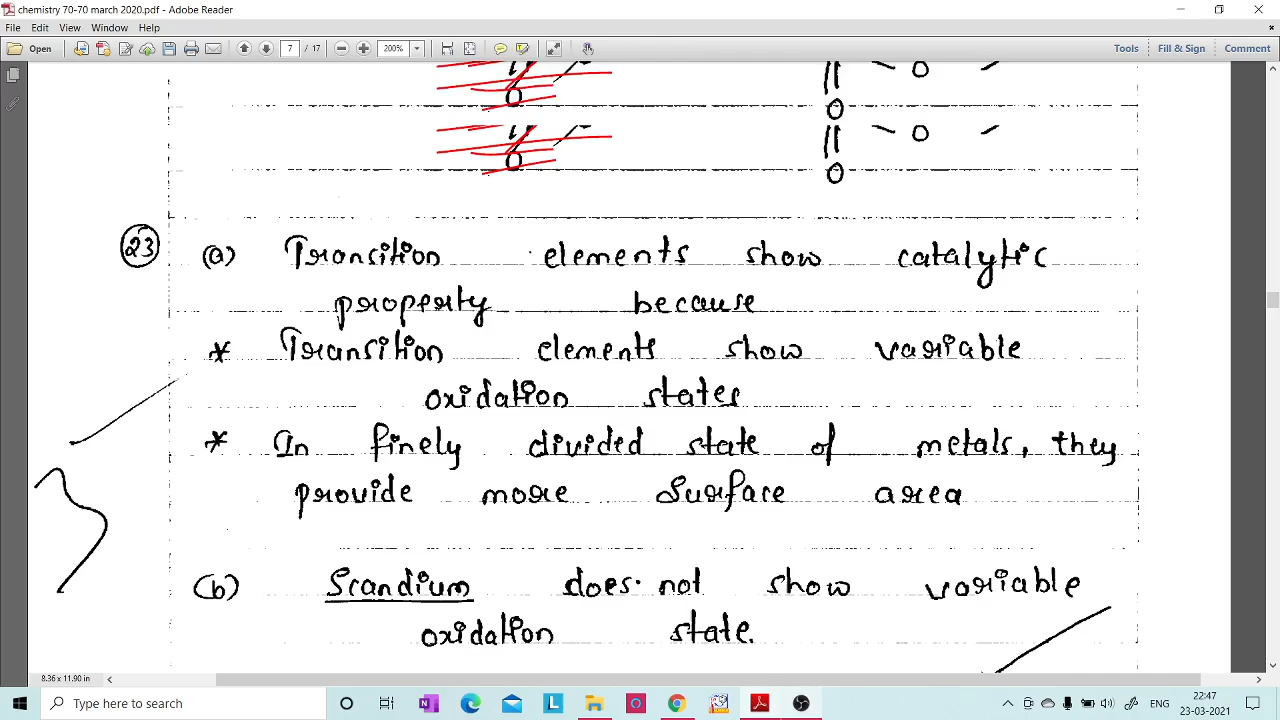 chemistry 70-70 march 2020.pdf - Adobe Reader
File Edit View Window Help
Open 7 / 17 200% Tools Fill & Sign Comment
O O
O
O O
O
23 (a) Transition elements show catalytic
property because
* Transition elements show variable
oxidation states
* In finely divided state of metals, they
provide more Surface area
(b) Scandium does not show variable
oxidation state.
8.36 x 11.90 in
Type here to search
ENG 22:47
23-03-2021